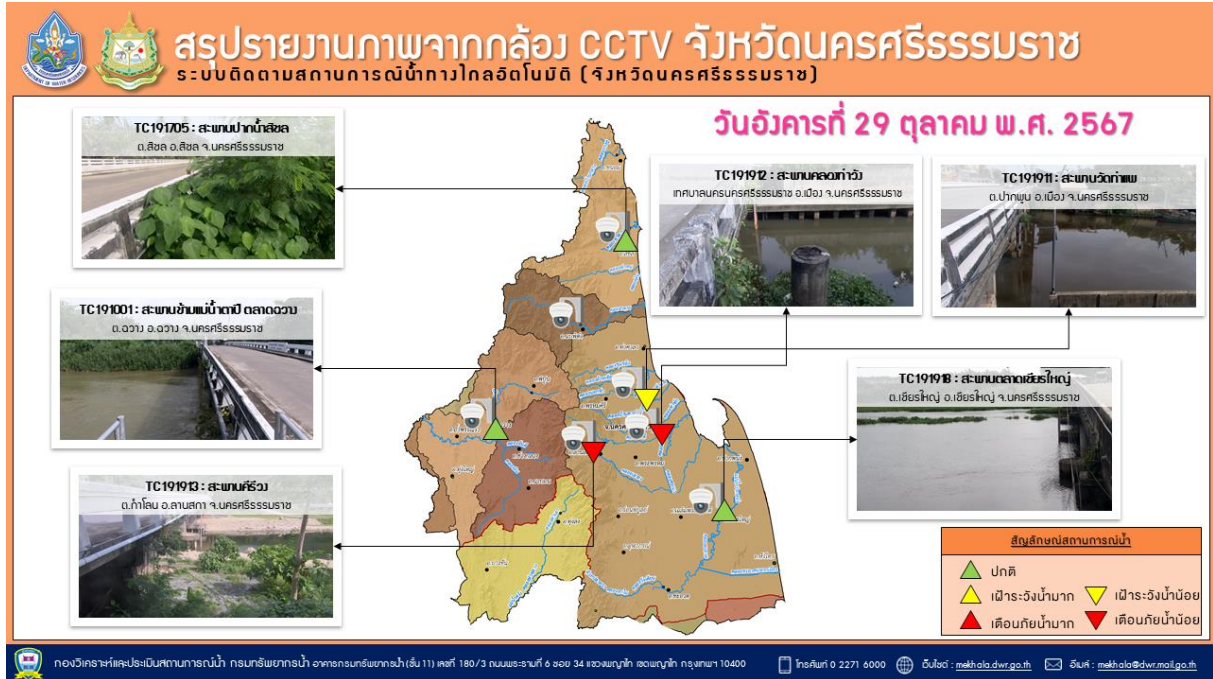 สรุปรายงานภาพจากกล้อง CCTV จังหวัดนครศรีธรรมราช
ระบบติดตามสถานการณ์น้ำทางไกลอัตโนมัติ (จังหวัดนครศรีธรรมราช)
วันอังคารที่ 29 ตุลาคม พ.ศ. 2567
TC191705 : สะพานปากน้ำสิชล
ต.สิชล อ.สิชล จ.นครศรีธรรมราช
TC191912 : สะพานคลองท่าวัง
เทศบาลนครนครศรีธรรมราช อ.เมือง จ.นครศรีธรรมราช
TC191911 : สะพานวัดท่าแพ
ต.ปากพูน อ.เมือง จ.นครศรีธรรมราช
TC191001 : สะพานข้ามแม่น้ำตาปี ตลาดฉวาง
ต.ฉวาง อ.ฉวาง จ.นครศรีธรรมราช
TC191918 : สะพานตลาดเชียรใหญ่
ต.เชียรใหญ่ อ.เชียรใหญ่ จ.นครศรีธรรมราช
TC191913 : สะพานคีรีวง
ต.กำโลน อ.ลานสกา จ.นครศรีธรรมราช
สัญลักษณ์สถานการณ์น้ำ
ปกติ
เฝ้าระวังน้ำมาก เฝ้าระวังน้ำน้อย
เตือนภัยน้ำมาก เตือนภัยน้ำน้อย
กองวิเคราะห์และประเมินสถานการณ์น้ำ กรมทรัพยากรน้ำ อาคารกรมทรัพยากรน้ำ (ชั้น 11) เลขที่ 180/3 ถนนพระรามที่ 6 ซอย 34 แขวงพญาไท เขตพญาไท กรุงเทพฯ 10400 โทรศัพท์ 0 2271 6000 เว็บไซต์ : mekhala.dwr.go.th อีเมล์ : mekhala@dwr.mail.go.th